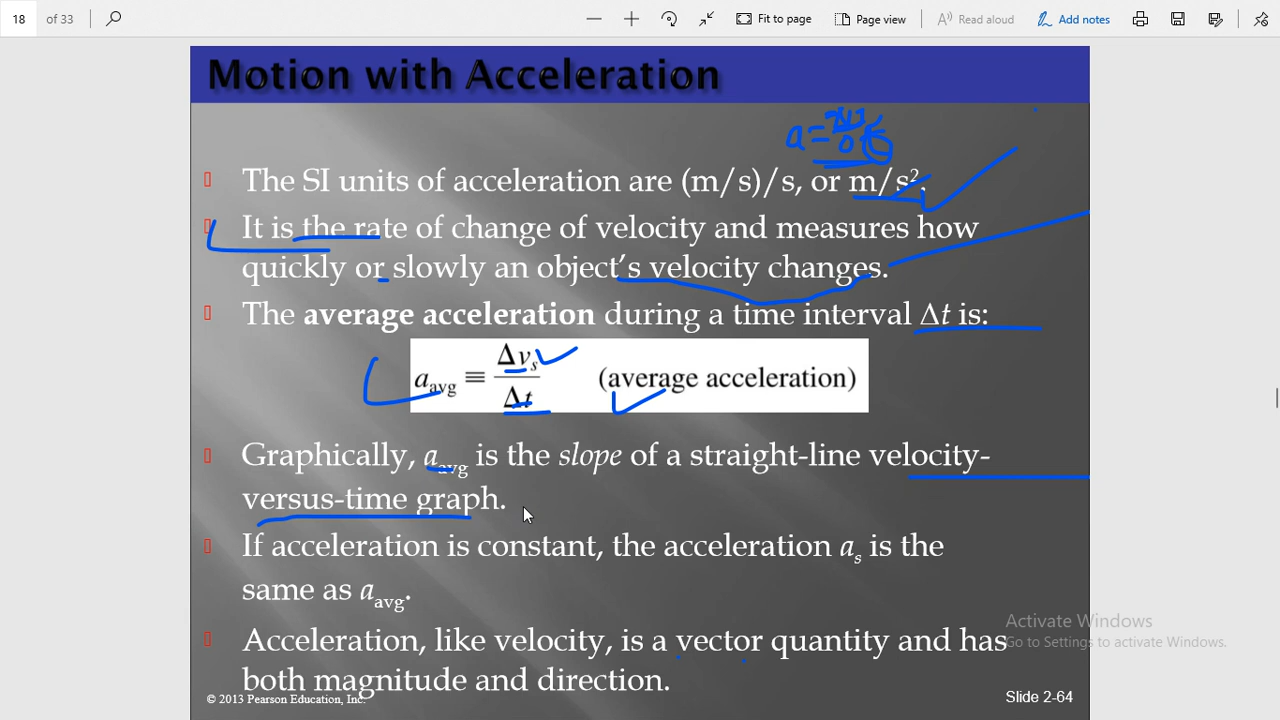 18 of 33 Fit to page Page view Read aloud Add notes
Motion with Acceleration
a =
The SI units of acceleration are (m/s)/s, or m/s².
It is the rate of change of velocity and measures how
quickly or slowly an object's velocity changes.
The average acceleration during a time interval Δt is:
a_avg ≡ Δv_s / Δt (average acceleration)
Graphically, a_avg is the slope of a straight-line velocity-
versus-time graph.
If acceleration is constant, the acceleration a_s is the
same as a_avg.
Acceleration, like velocity, is a vector quantity and has
both magnitude and direction.
Activate Windows
Go to Settings to activate Windows.
© 2013 Pearson Education, Inc. Slide 2-64